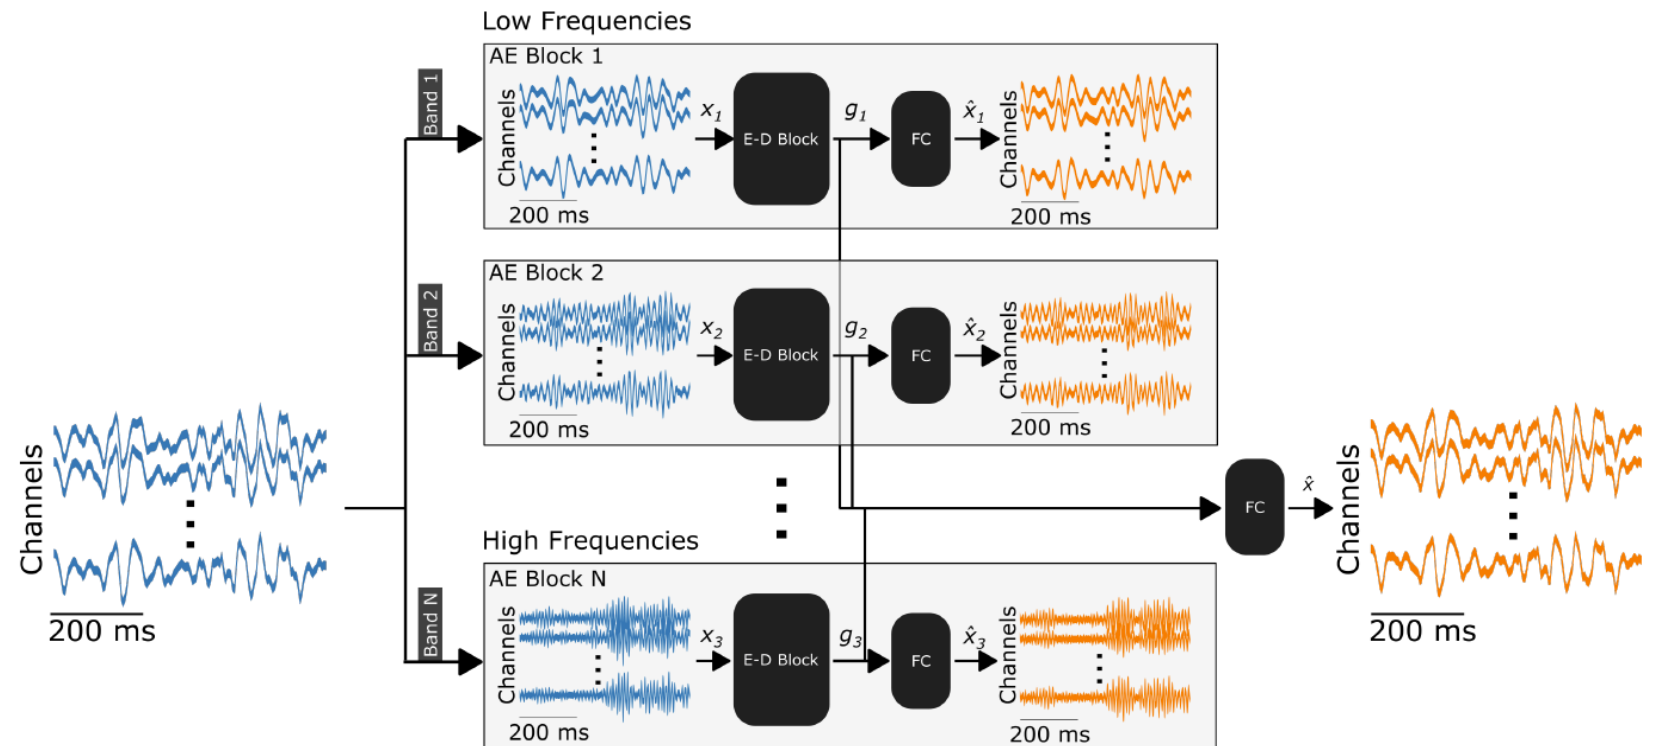 Channels
200 ms
Low Frequencies
Band 1
AE Block 1
Channels
200 ms
x1
E-D Block
g1
FC
x̂1
Channels
200 ms
Band 2
AE Block 2
Channels
200 ms
x2
E-D Block
g2
FC
x̂2
Channels
200 ms
High Frequencies
Band N
AE Block N
Channels
200 ms
x3
E-D Block
g3
FC
x̂3
Channels
200 ms
FC
x̂
Channels
200 ms